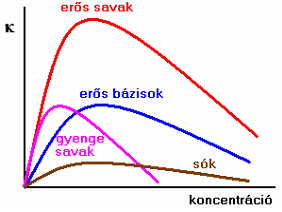 erős savak
κ
erős bázisok
gyenge
savak
sók
koncentráció